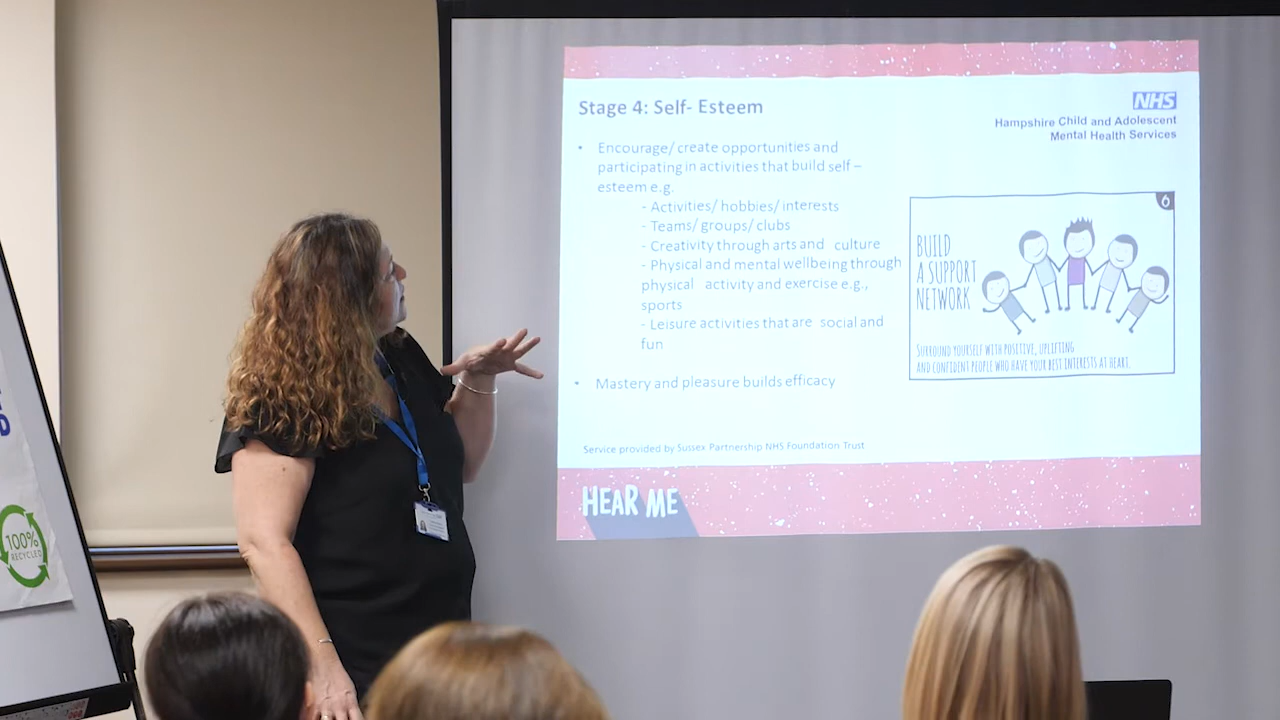 Stage 4: Self- Esteem
NHS
Hampshire Child and Adolescent
Mental Health Services
• Encourage/ create opportunities and
participating in activities that build self –
esteem e.g.
- Activities/ hobbies/ interests
- Teams/ groups/ clubs
- Creativity through arts and culture
- Physical and mental wellbeing through
physical activity and exercise e.g.,
sports
- Leisure activities that are social and
fun
• Mastery and pleasure builds efficacy
6
BUILD
A SUPPORT
NETWORK
SURROUND YOURSELF WITH POSITIVE, UPLIFTING
AND CONFIDENT PEOPLE WHO HAVE YOUR BEST INTERESTS AT HEART.
Service provided by Sussex Partnership NHS Foundation Trust
HEAR ME
D
100%
RECYCLED